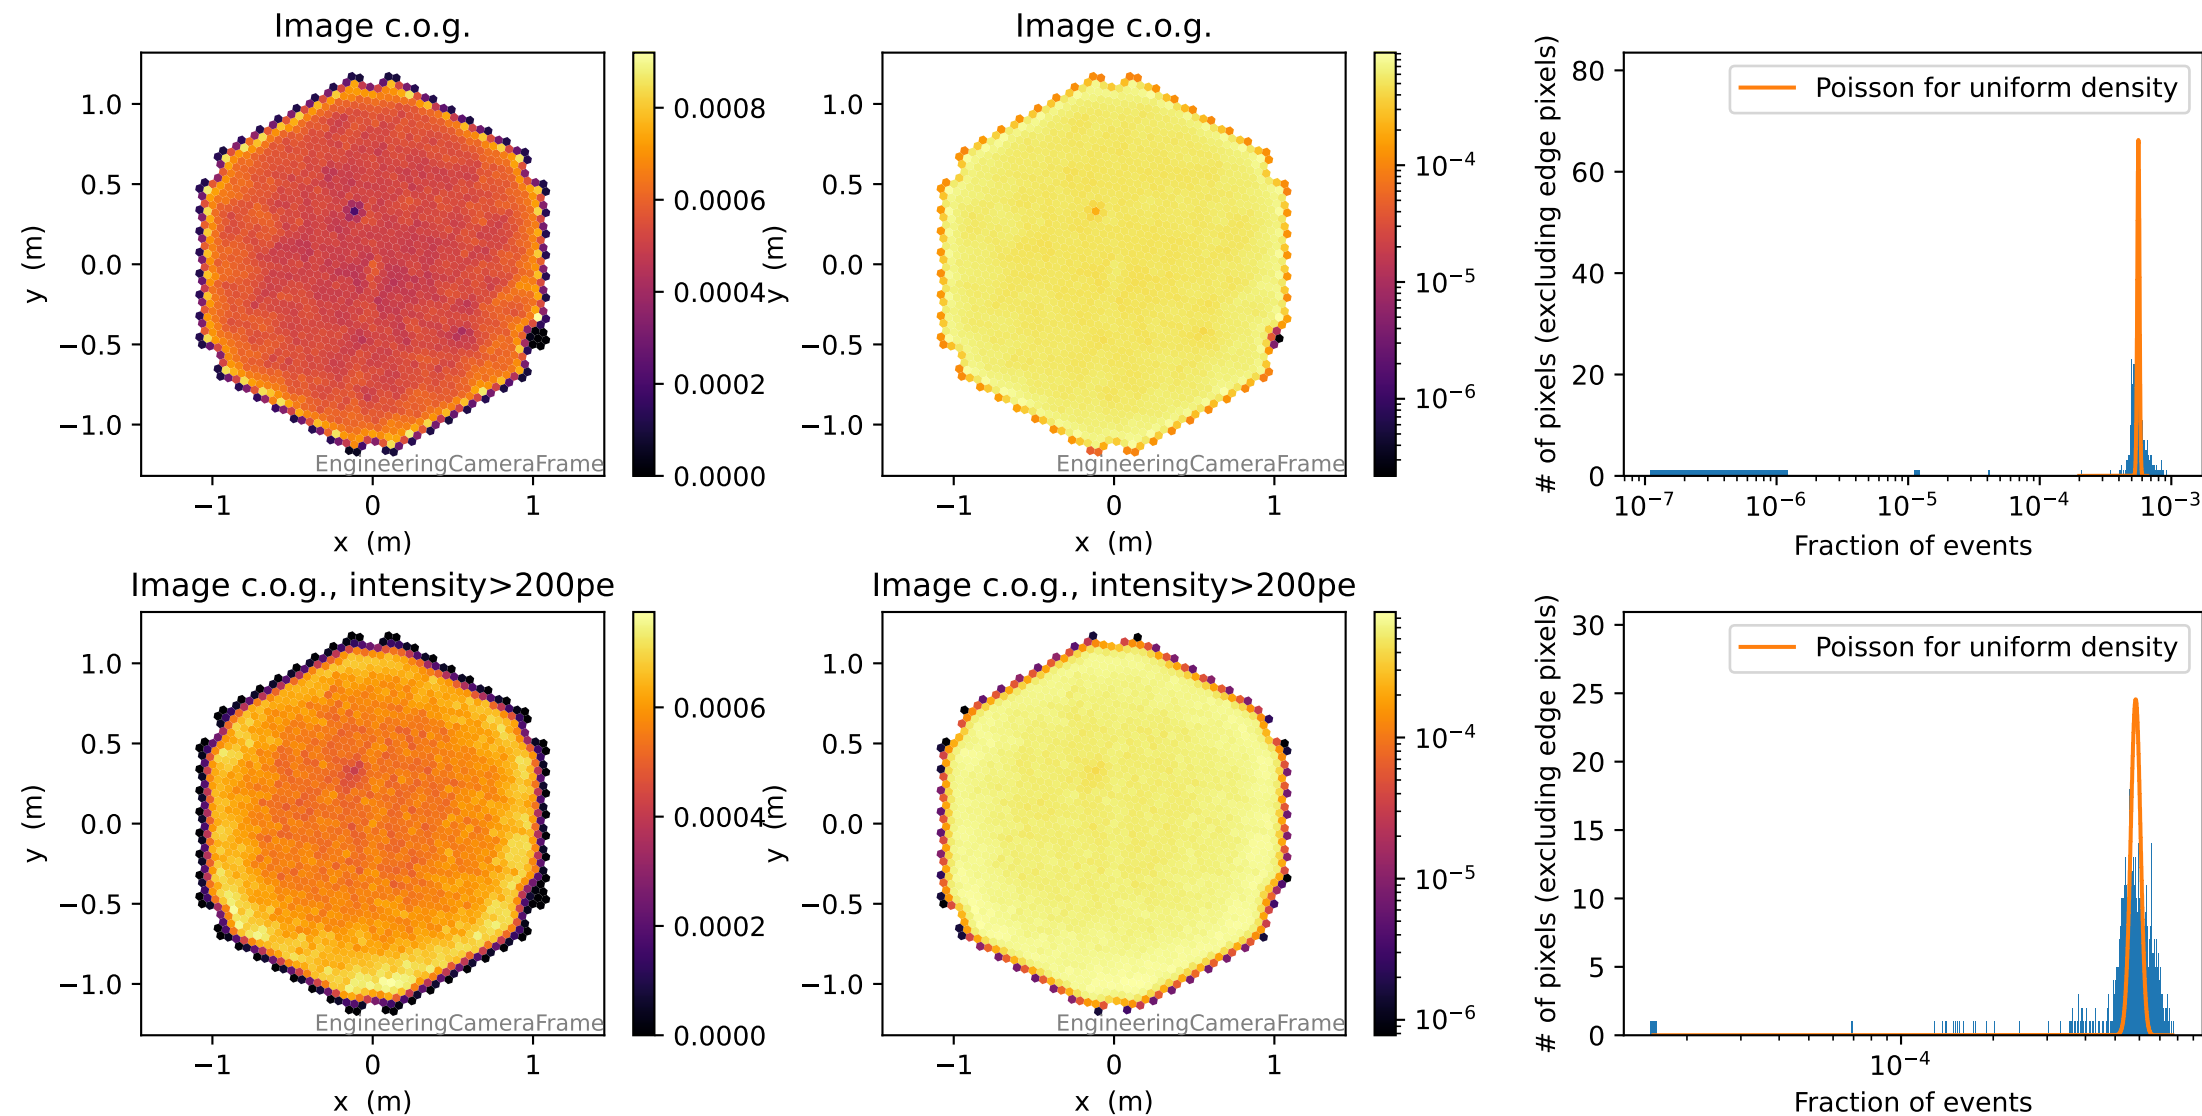 Image c.o.g.
1.0
0.5
0.0
−0.5
−1.0
y (m)
−1 0 1
x (m)
EngineeringCameraFrame
0.0008
0.0006
0.0004
0.0002
0.0000
Image c.o.g.
1.0
0.5
0.0
−0.5
−1.0
y (m)
−1 0 1
x (m)
EngineeringCameraFrame
10−4
10−5
10−6
Poisson for uniform density
80
60
40
20
0
# of pixels (excluding edge pixels)
10−7 10−6 10−5 10−4 10−3
Fraction of events
Image c.o.g., intensity>200pe
1.0
0.5
0.0
−0.5
−1.0
y (m)
−1 0 1
x (m)
EngineeringCameraFrame
0.0006
0.0004
0.0002
0.0000
Image c.o.g., intensity>200pe
1.0
0.5
0.0
−0.5
−1.0
y (m)
−1 0 1
x (m)
EngineeringCameraFrame
10−4
10−5
10−6
Poisson for uniform density
30
25
20
15
10
5
0
# of pixels (excluding edge pixels)
10−4
Fraction of events